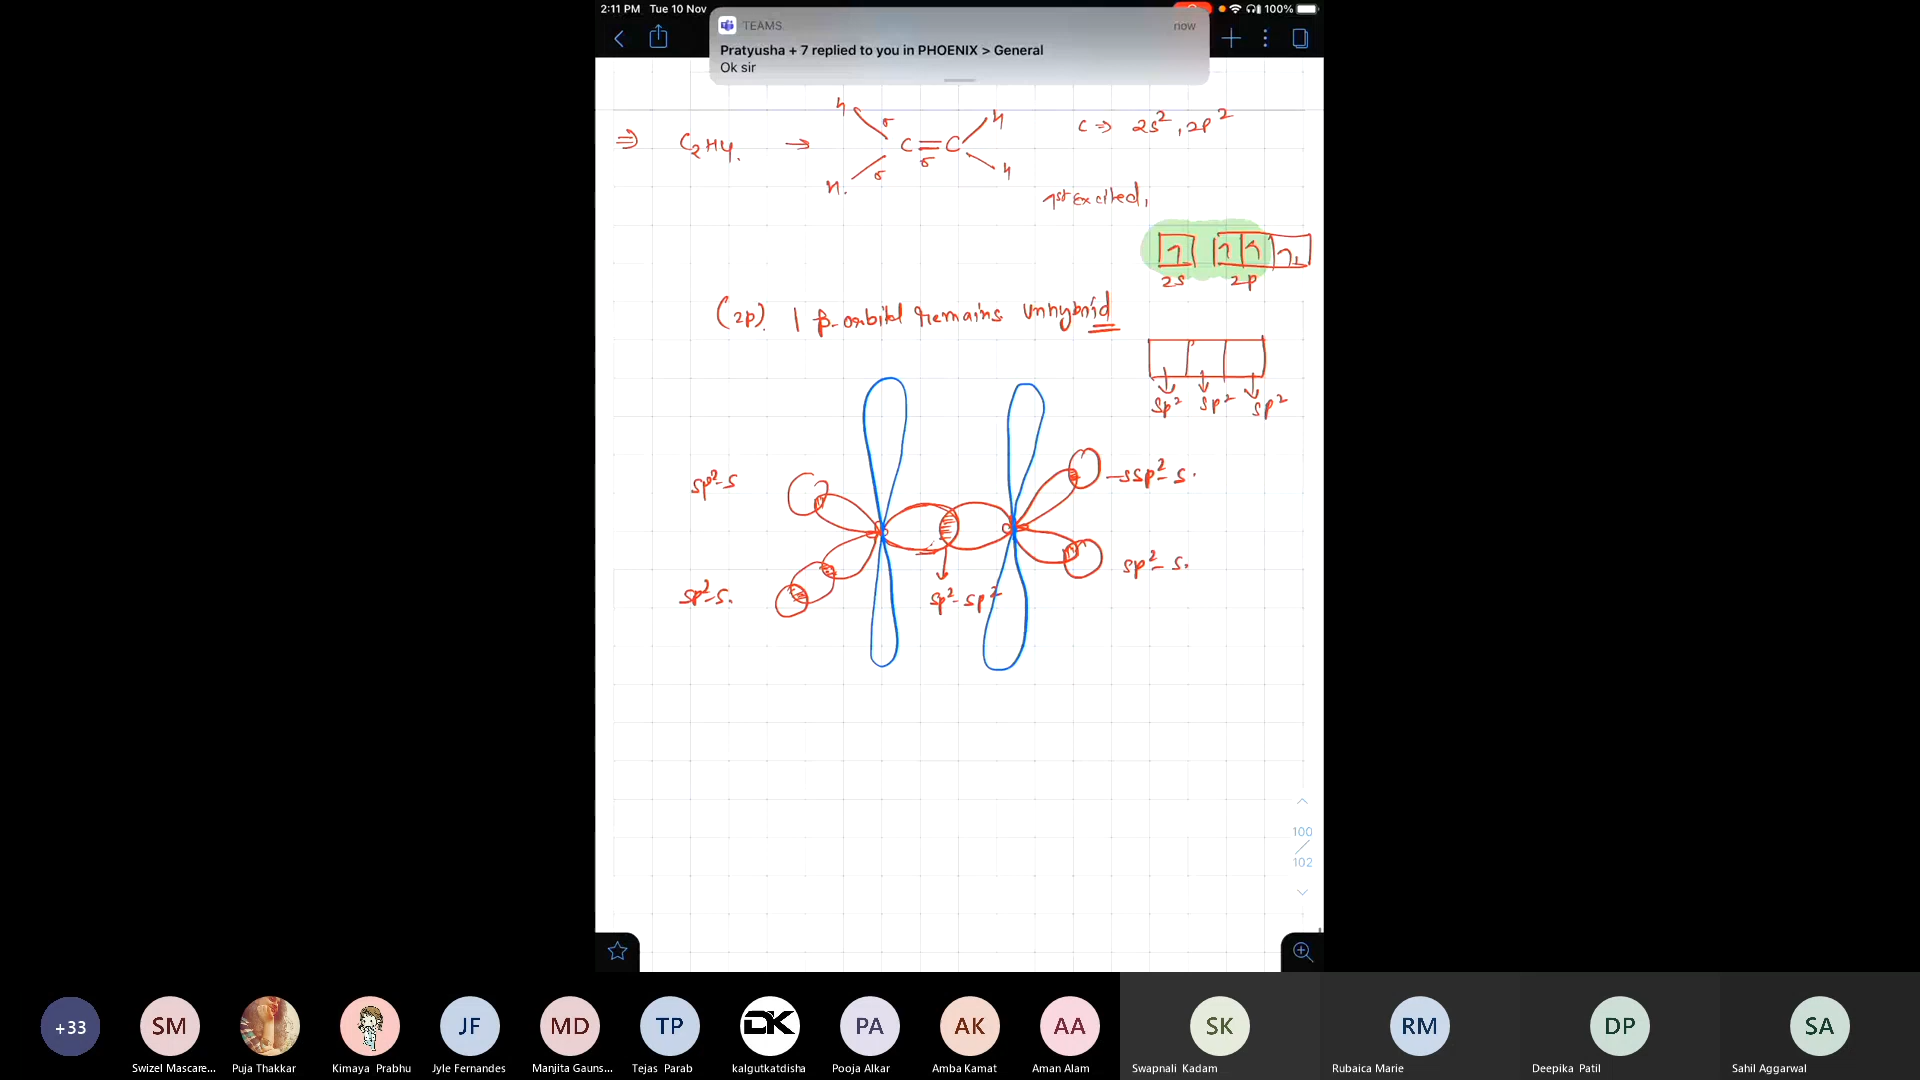 2:11 PM Tue 10 Nov 100%
TEAMS now
Pratyusha + 7 replied to you in PHOENIX > General
Ok sir
H H
⇒ C2H4. → σ C = C σ C ⇒ 2s², 2p²
σ
H. H
1st Excited,
2s 2p
(2p). 1 p-orbital remains unhybrid
sp² sp² sp²
sp²-s → sp²-s.
sp²-s.
sp²-s. sp²-sp²
100
102
+33 SM JF MD TP DK PA AK AA SK RM DP SA
Swizel Mascare... Puja Thakkar Kimaya Prabhu Jyle Fernandes Manjita Gauns... Tejas Parab kalgutkatdisha Pooja Alkar Amba Kamat Aman Alam Swapnali Kadam Rubaica Marie Deepika Patil Sahil Aggarwal